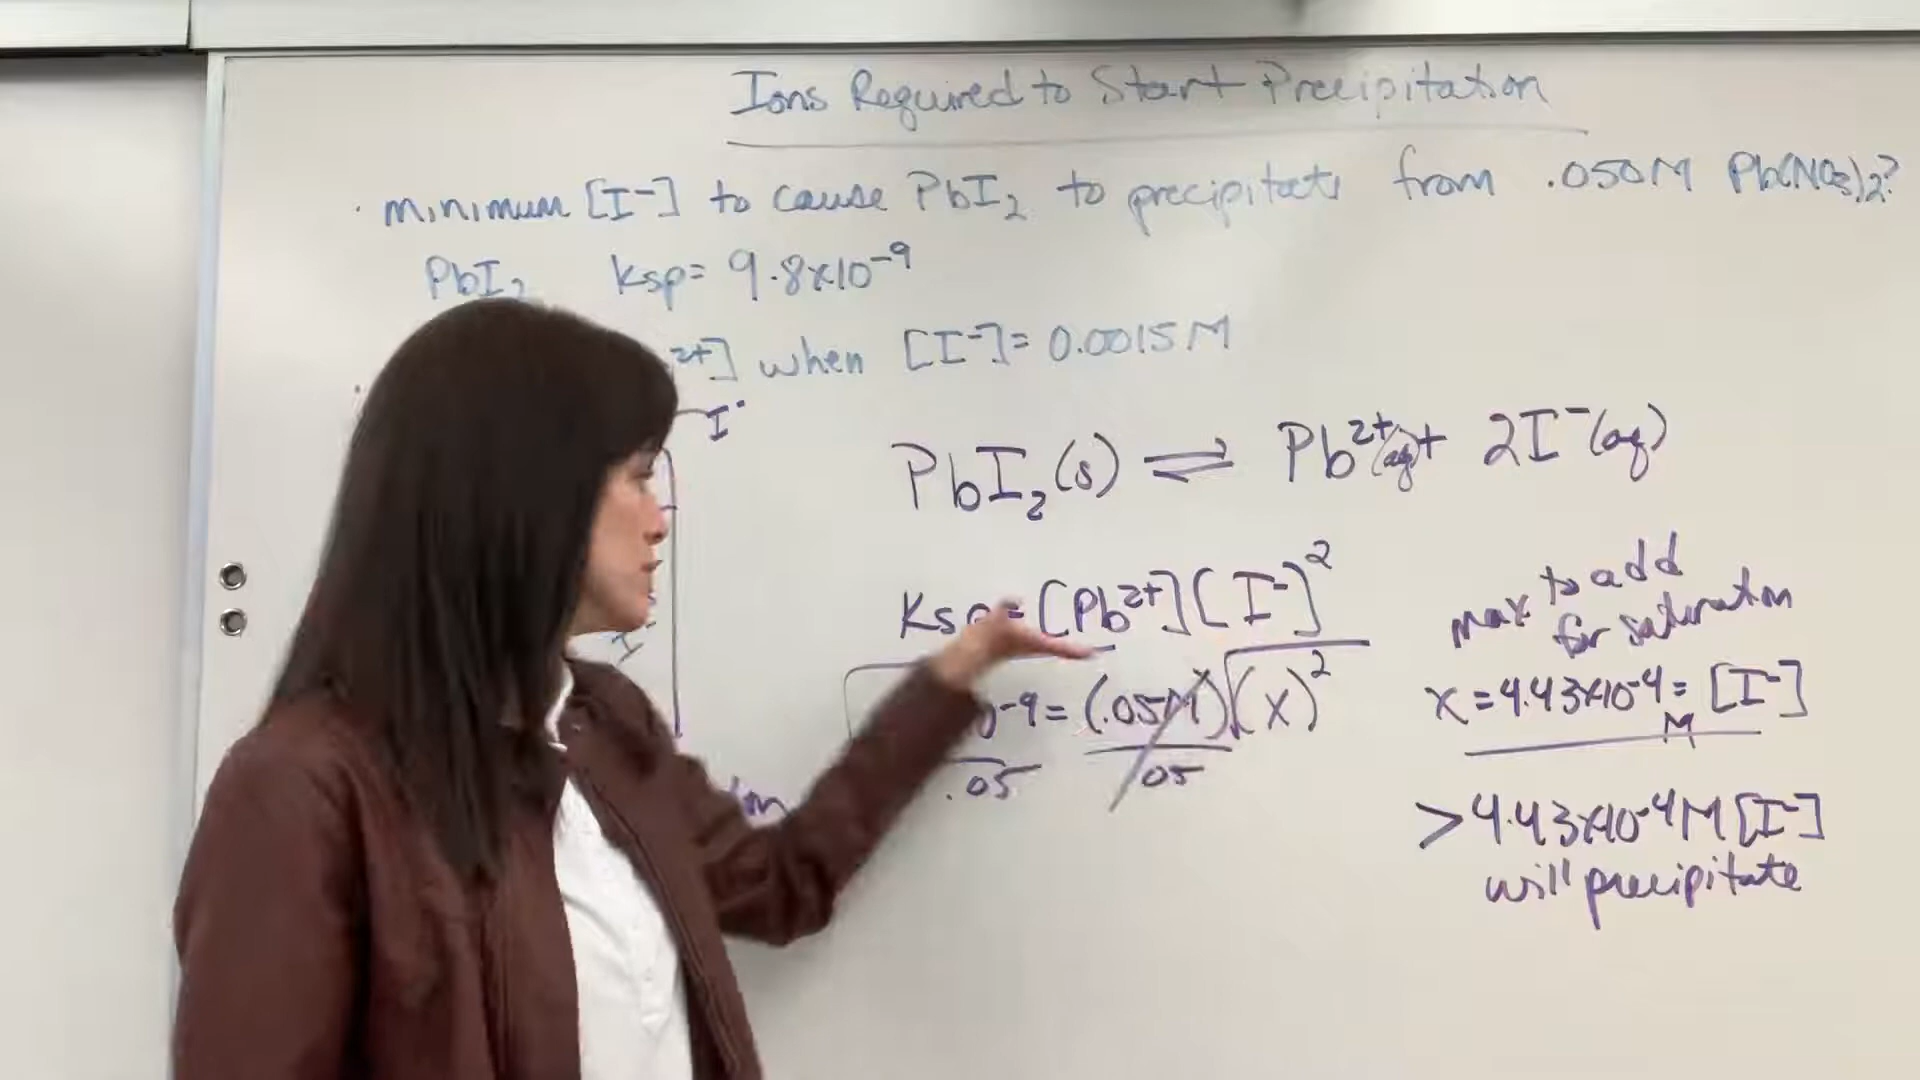 Ions Required to Start Precipitation
· minimum [I⁻] to cause PbI₂ to precipitate from .050M Pb(NO₃)₂?
PbI₂ Ksp= 9.8x10⁻⁹
²⁺] when [I⁻]= 0.0015 M
I⁻
PbI₂(s) ⇌ Pb²⁺(aq)+ 2I⁻(aq)
Ksp=[Pb²⁺][I⁻]²
⁻⁹= (.05M)(x)²
.05 .05
I⁻
max to add
for saturation
x=4.43x10⁻⁴= [I⁻]
M
>4.43x10⁻⁴M [I⁻]
will precipitate